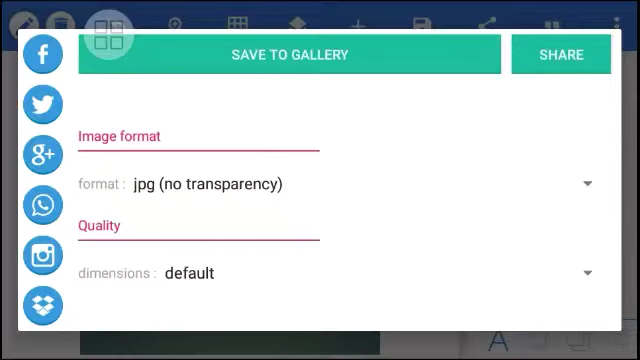 SAVE TO GALLERY
SHARE
Image format
format : jpg (no transparency)
Quality
dimensions : default
A